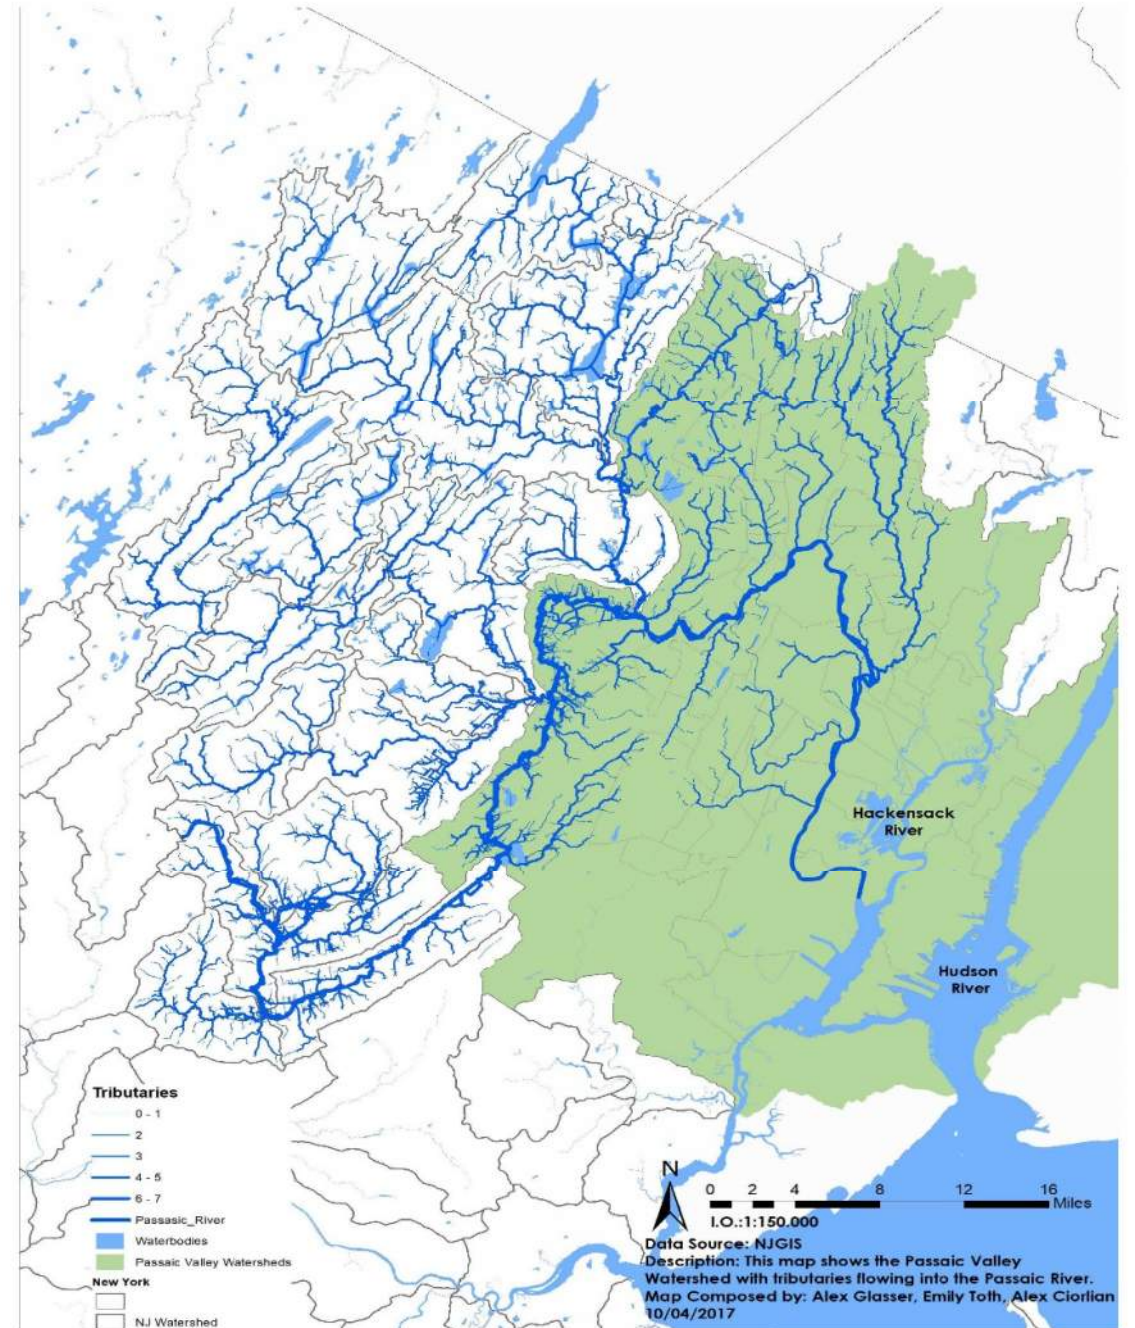 Hackensack
River
Hudson
River
Tributaries
0 - 1
2
3
4 - 5
6 - 7
Passasic_River
Waterbodies
Passaic Valley Watersheds
New York
NJ Watershed
N
0 2 4 8 12 16
Miles
I.O.:1:150.000
Data Source: NJGIS
Description: This map shows the Passaic Valley
Watershed with tributaries flowing into the Passaic River.
Map Composed by: Alex Glasser, Emily Toth, Alex Ciorlian
10/04/2017